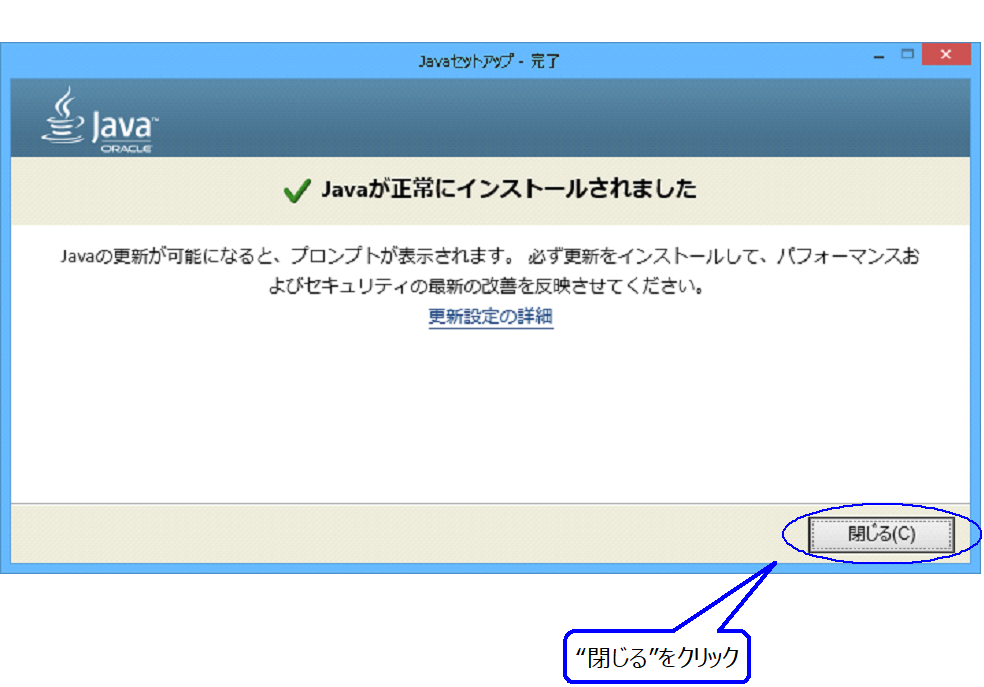 Javaセットアップ - 完了
Java™
ORACLE
Javaが正常にインストールされました
Javaの更新が可能になると、プロンプトが表示されます。 必ず更新をインストールして、パフォーマンスお
よびセキュリティの最新の改善を反映させてください。
更新設定の詳細
閉じる(C)
“閉じる”をクリック